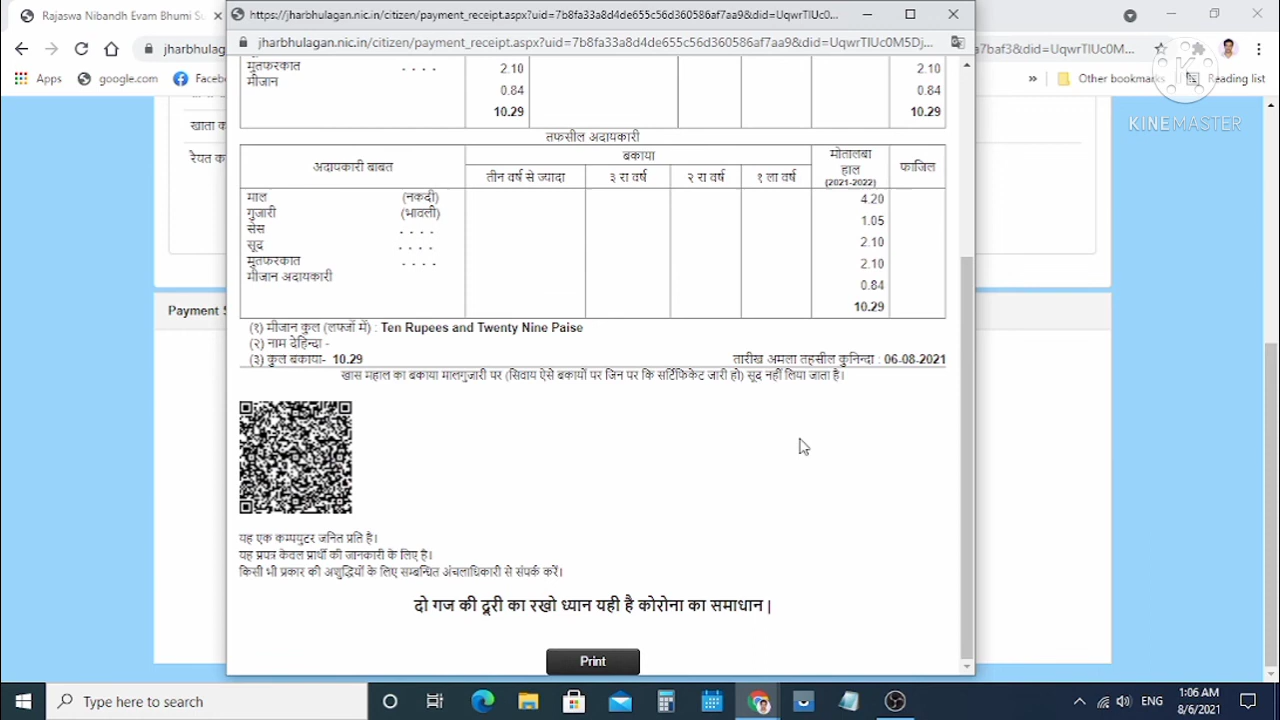 Rajaswa Nibandh Evam Bhumi Su
https://jharbhulagan.nic.in/citizen/payment_receipt.aspx?uid=7b8fa33a8d4de655c56d360586af7aa9&did=UqwrTlUc0...
jharbhulag
jharbhulagan.nic.in/citizen/payment_receipt.aspx?uid=7b8fa33a8d4de655c56d360586af7aa9&did=UqwrTlUc0M5Dj...
a7baf3&did=UqwrTlUc0M...
Apps
google.com
Faceb
»
Other bookmarks
Reading list
K
KINEMASTER
मुतफरकात . . . . 2.10 2.10
मीजान 0.84 0.84
10.29 10.29
खाता क
रैयत क
तफसील अदायकारी
अदायकारी बाबत बकाया मोतालबा हाल (2021-2022) फाजिल
तीन वर्ष से ज्यादा ३ रा वर्ष २ रा वर्ष १ ला वर्ष
माल (नकदी) 4.20
गुजारी (भावली) 1.05
सेस . . . . 2.10
सूद . . . . 2.10
मुतफरकात . . . . 0.84
मीजान अदायकारी 10.29
Payment S
(१) मीजान कुल (लफ्जों में) : Ten Rupees and Twenty Nine Paise
(२) नाम देहिन्दा -
(३) कुल बकाया- 10.29 तारीख अमला तहसील कुनिन्दा : 06-08-2021
खास महाल का बकाया मालगुजारी पर (सिवाय ऐसे बकायों पर जिन पर कि सर्टिफिकेट जारी हो) सूद नहीं लिया जाता है।
यह एक कम्पयुटर जनित प्रति है।
यह प्रपत्र केवल प्रार्थी की जानकारी के लिए है।
किसी भी प्रकार की अशुद्धियों के लिए सम्बन्धित अंचलाधिकारी से संपर्क करें।
दो गज की दूरी का रखो ध्यान यही है कोरोना का समाधान |
Print
Type here to search
ENG
1:06 AM
8/6/2021